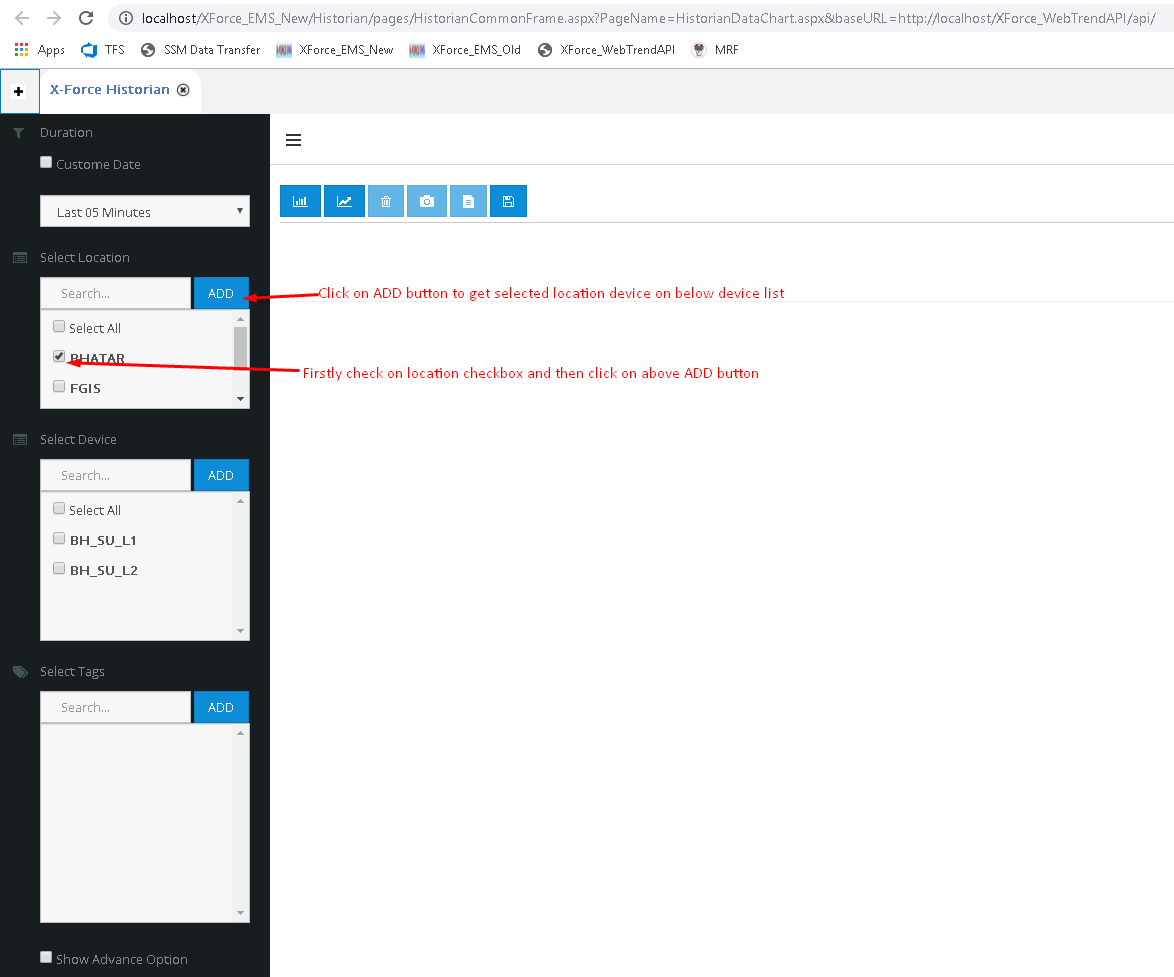 localhost/XForce_EMS_New/Historian/pages/HistorianCommonFrame.aspx?PageName=HistorianDataChart.aspx&baseURL=http://localhost/XForce_WebTrendAPI/api/
Apps TFS SSM Data Transfer XForce_EMS_New XForce_EMS_Old XForce_WebTrendAPI MRF
X-Force Historian
Duration
Custome Date
Last 05 Minutes
Select Location
Search... ADD
Click on ADD button to get selected location device on below device list
Select All
BHATAR
Firstly check on location checkbox and then click on above ADD button
FGIS
Select Device
Search... ADD
Select All
BH_SU_L1
BH_SU_L2
Select Tags
Search... ADD
Show Advance Option